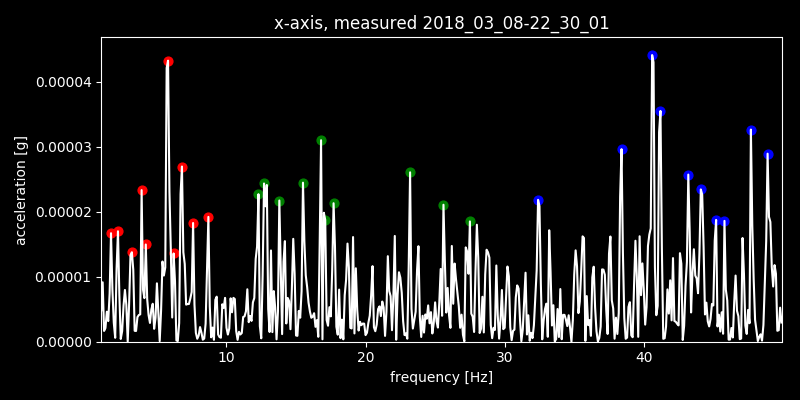 x-axis, measured 2018_03_08-22_30_01
acceleration [g]
0.00004
0.00003
0.00002
0.00001
0.00000
10 20 30 40
frequency [Hz]